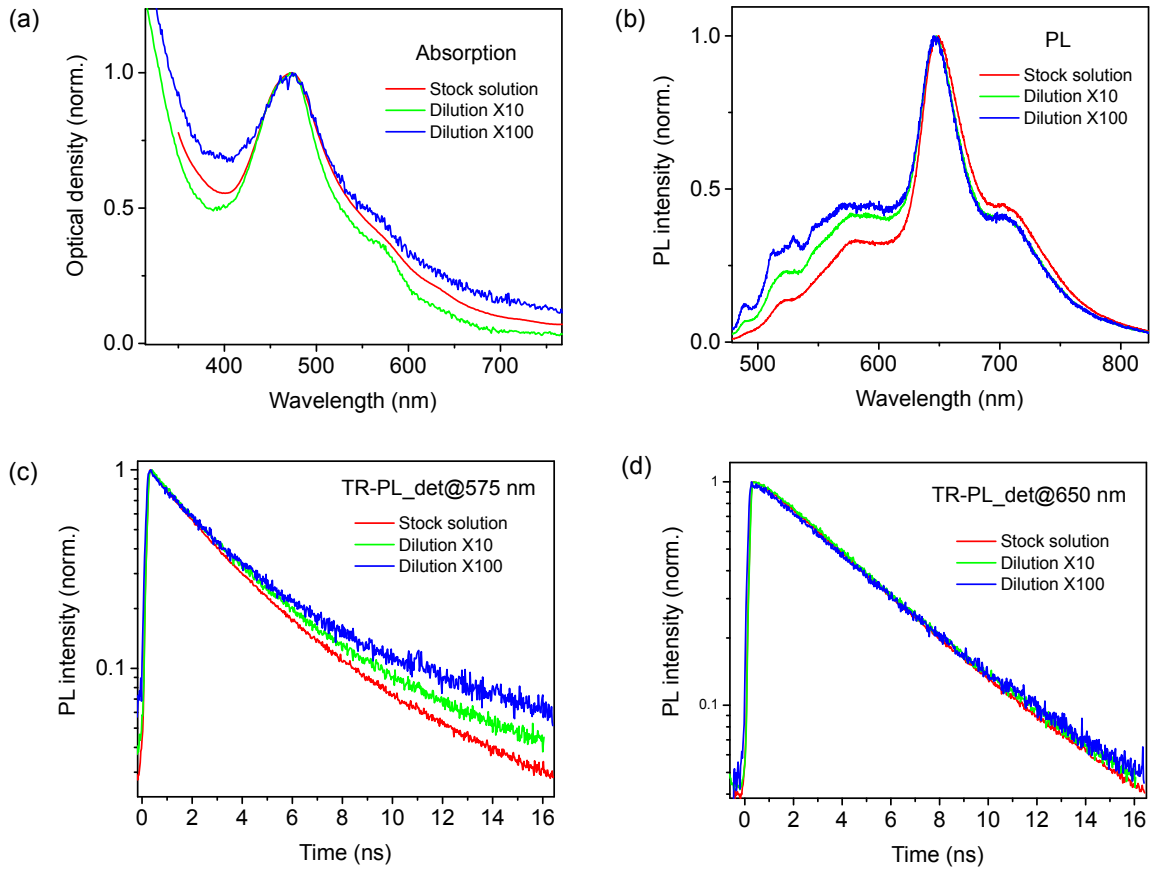 (a)
Absorption
Stock solution
Dilution X10
Dilution X100
Optical density (norm.)
1.0
0.5
0.0
400 500 600 700
Wavelength (nm)
(b)
PL
Stock solution
Dilution X10
Dilution X100
PL intensity (norm.)
1.0
0.5
0.0
500 600 700 800
Wavelength (nm)
(c)
TR-PL_det@575 nm
Stock solution
Dilution X10
Dilution X100
PL intensity (norm.)
1
0.1
0 2 4 6 8 10 12 14 16
Time (ns)
(d)
TR-PL_det@650 nm
Stock solution
Dilution X10
Dilution X100
PL intensity (norm.)
1
0.1
0 2 4 6 8 10 12 14 16
Time (ns)